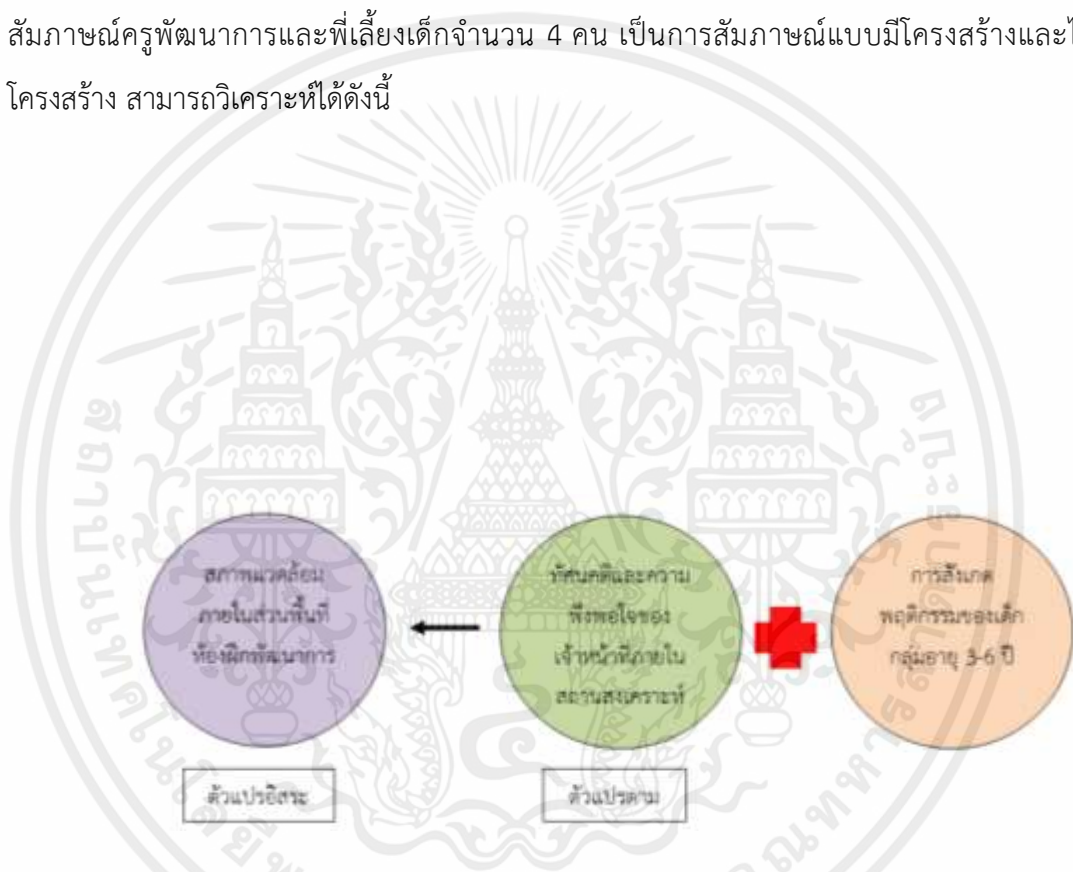 สัมภาษณ์ครูพัฒนาการและพี่เลี้ยงเด็กจำนวน 4 คน เป็นการสัมภาษณ์แบบมีโครงสร้างและไ
โครงสร้าง สามารถวิเคราะห์ได้ดังนี้
สภาพแวดล้อม
ภายในส่วนพื้นที่
ห้องฝึกพัฒนาการ
ทัศนคติและความ
พึงพอใจของ
เจ้าหน้าที่ภายใน
สถานสงเคราะห์
การสังเกต
พฤติกรรมของเด็ก
กลุ่มอายุ 3-6 ปี
ตัวแปรอิสระ
ตัวแปรตาม